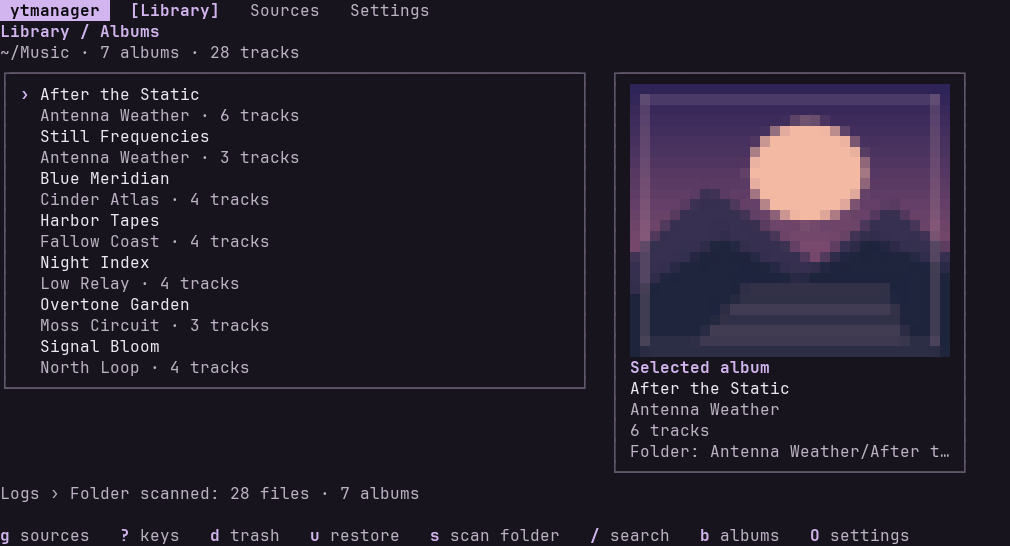 ytmanager [Library] Sources Settings
Library / Albums
~/Music · 7 albums · 28 tracks
› After the Static
Antenna Weather · 6 tracks
Still Frequencies
Antenna Weather · 3 tracks
Blue Meridian
Cinder Atlas · 4 tracks
Harbor Tapes
Fallow Coast · 4 tracks
Night Index
Low Relay · 4 tracks
Overtone Garden
Moss Circuit · 3 tracks
Signal Bloom
North Loop · 4 tracks
Selected album
After the Static
Antenna Weather
6 tracks
Folder: Antenna Weather/After t…
Logs › Folder scanned: 28 files · 7 albums
g sources ? keys d trash u restore s scan folder / search b albums O settings